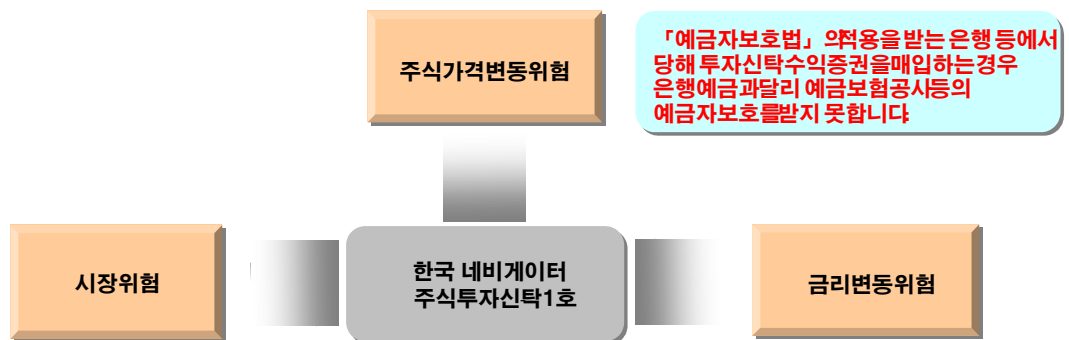 주식가격변동위험
「예금자보호법」 의적용을 받는 은행 등에서
당해 투자신탁수익증권을매입하는경우
은행예금과달리 예금보험공사등의
예금자보호를받지 못합니다
시장위험
한국 네비게이터
주식투자신탁1호
금리변동위험